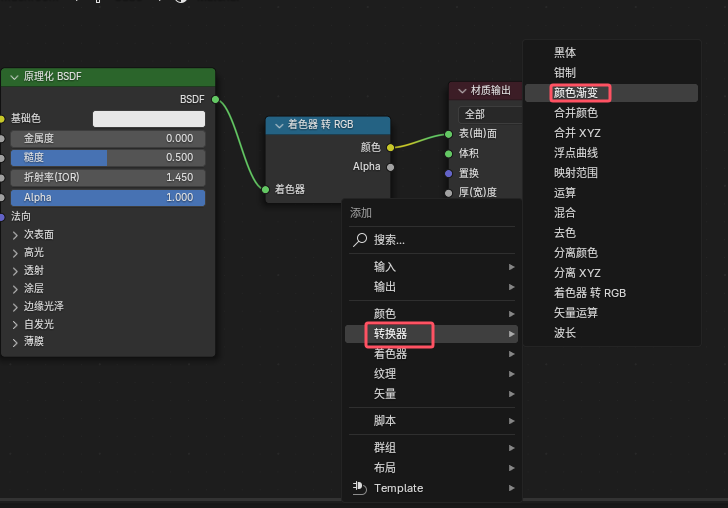 原理化 BSDF
BSDF
基础色
金属度 0.000
糙度 0.500
折射率(IOR) 1.450
Alpha 1.000
法向
次表面
高光
透射
涂层
边缘光泽
自发光
薄膜
着色器 转 RGB
颜色
Alpha
着色器
材质输出
全部
表(曲)面
体积
置换
厚(宽)度
添加
搜索...
输入
输出
颜色
转换器
着色器
纹理
矢量
脚本
群组
布局
Template
黑体
钳制
颜色渐变
合并颜色
合并 XYZ
浮点曲线
映射范围
运算
混合
去色
分离颜色
分离 XYZ
着色器 转 RGB
矢量运算
波长